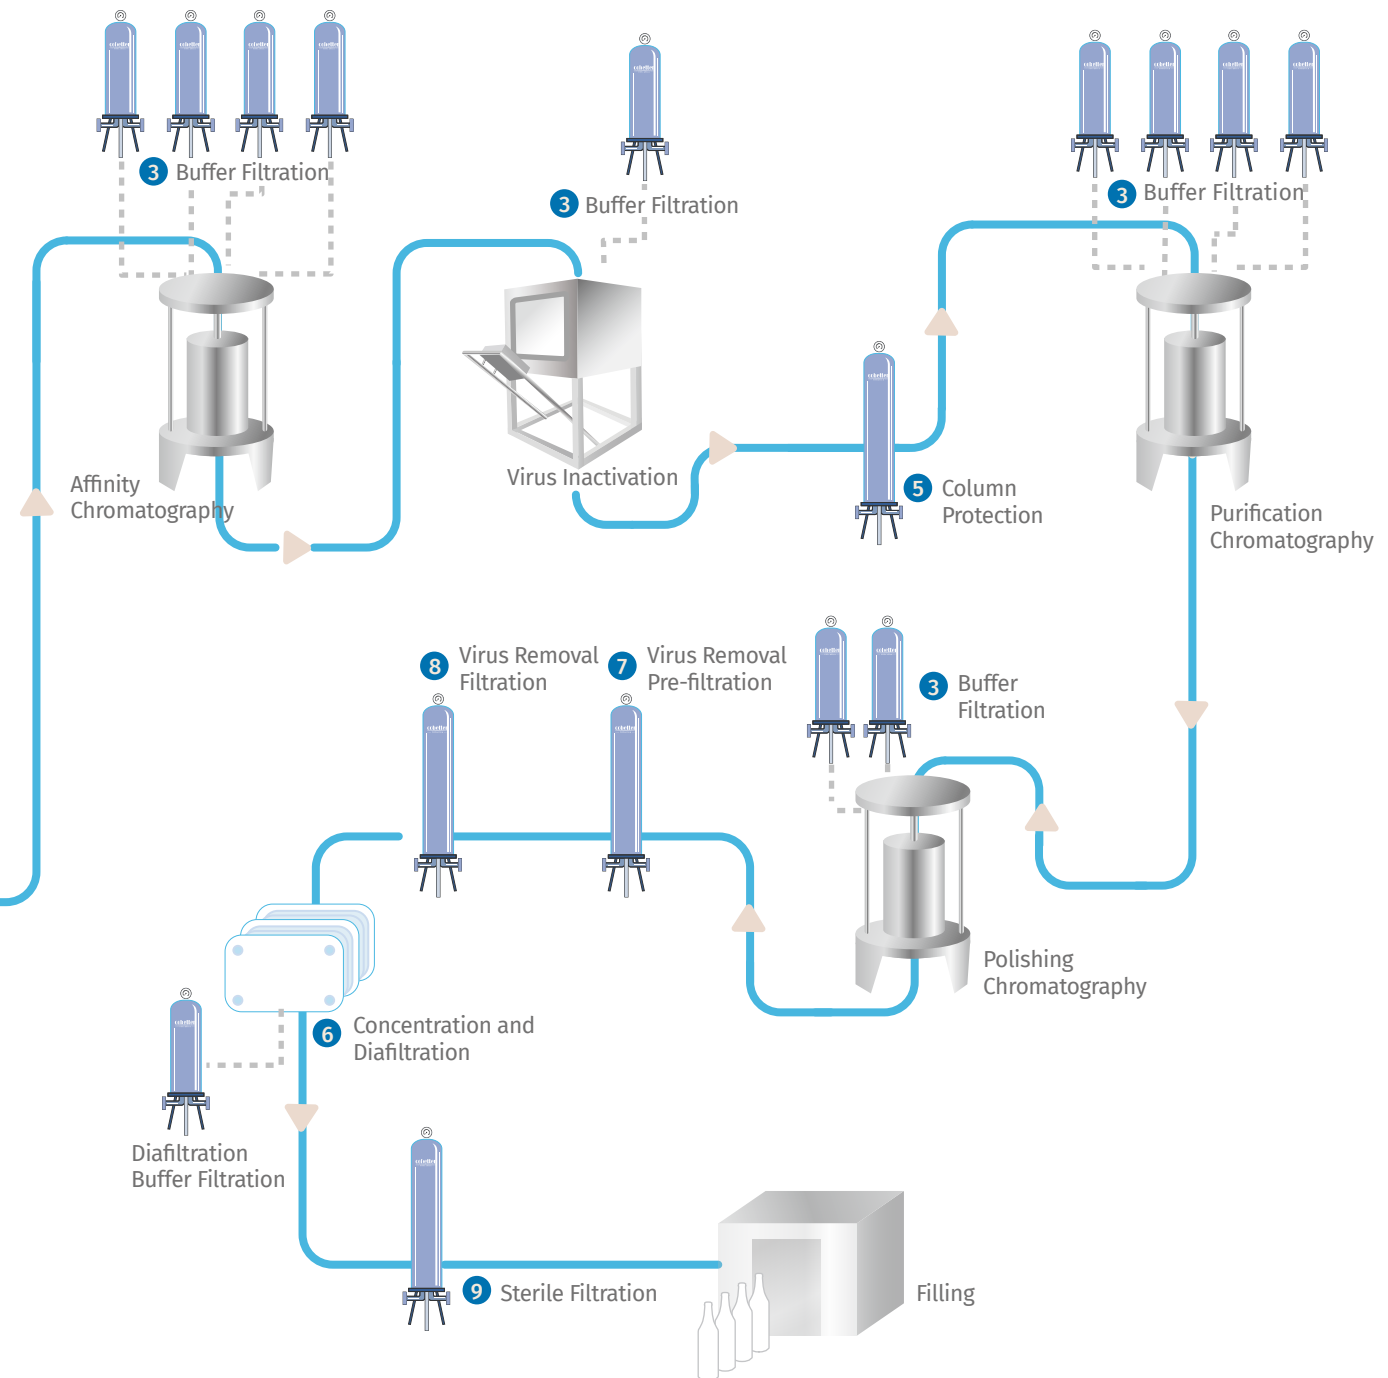 3 Buffer Filtration
3 Buffer Filtration
3 Buffer Filtration
Affinity
Chromatography
Virus Inactivation
5 Column
Protection
Purification
Chromatography
8 Virus Removal
Filtration
7 Virus Removal
Pre-filtration
3 Buffer
Filtration
Polishing
Chromatography
6 Concentration and
Diafiltration
Diafiltration
Buffer Filtration
9 Sterile Filtration
Filling